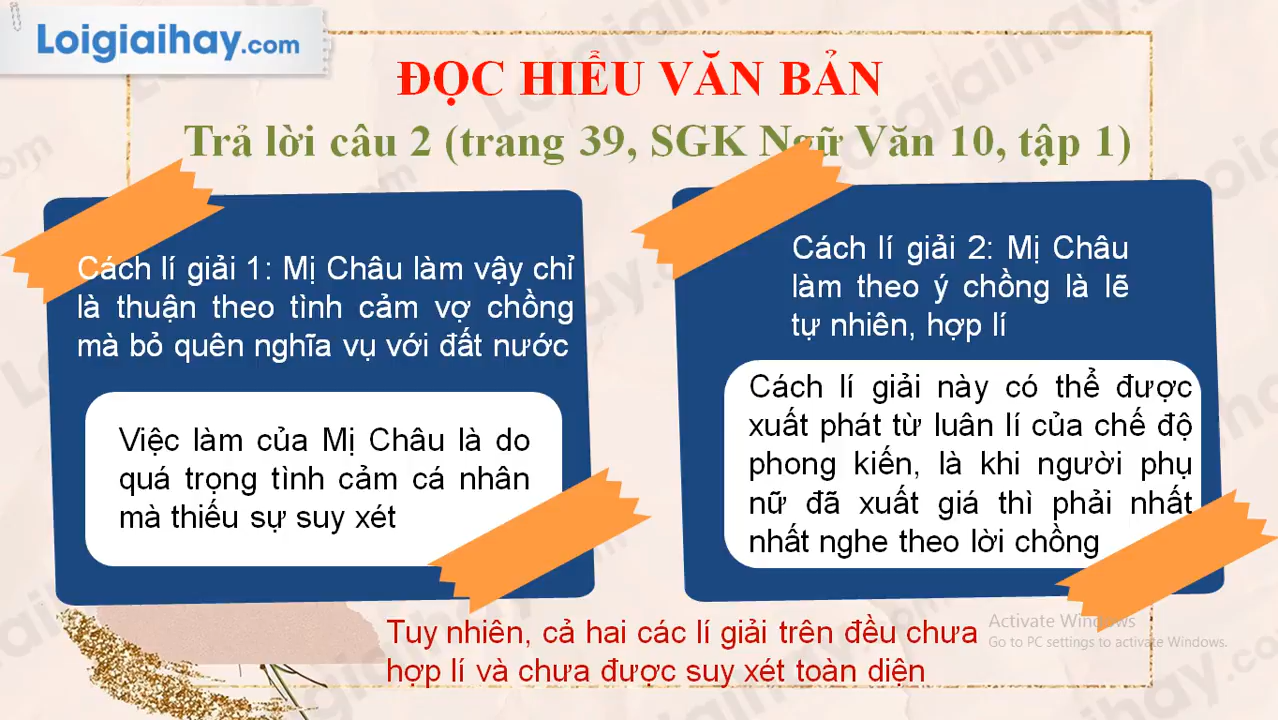 Loigiaihay.com
ĐỌC HIỂU VĂN BẢN
Trả lời câu 2 (trang 39, SGK Ngữ Văn 10, tập 1)
Cách lí giải 1: Mị Châu làm vậy chỉ
là thuận theo tình cảm vợ chồng
mà bỏ quên nghĩa vụ với đất nước
Việc làm của Mị Châu là do
quá trọng tình cảm cá nhân
mà thiếu sự suy xét
Cách lí giải 2: Mị Châu
làm theo ý chồng là lẽ
tự nhiên, hợp lí
Cách lí giải này có thể được
xuất phát từ luân lí của chế độ
phong kiến, là khi người phụ
nữ đã xuất giá thì phải nhất
nhất nghe theo lời chồng
Tuy nhiên, cả hai các lí giải trên đều chưa
hợp lí và chưa được suy xét toàn diện
Activate Windows
Go to PC settings to activate Windows.